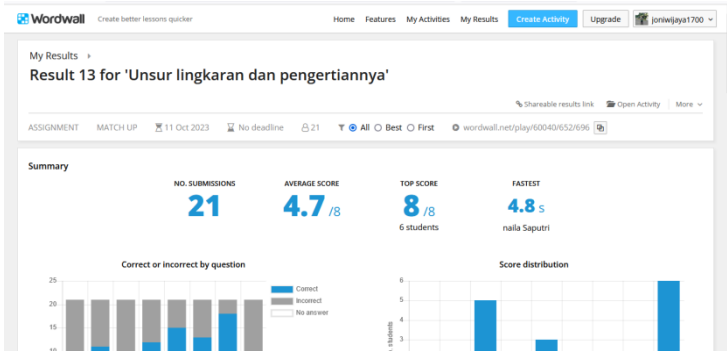 Wordwall Create better lessons quicker Home Features My Activities My Results Create Activity Upgrade joniwijaya1700
My Results
Result 13 for 'Unsur lingkaran dan pengertiannya'
Shareable results link Open Activity More
ASSIGNMENT MATCH UP 11 Oct 2023 No deadline 21 All Best First wordwall.net/play/60040/652/696
Summary
NO. SUBMISSIONS AVERAGE SCORE TOP SCORE FASTEST
21 4.7 /8 8 /8 4.8 s
6 students naila Saputri
Correct or incorrect by question Score distribution
25 6
Correct
20 Incorrect 5
No answer
15 4
3
10
students